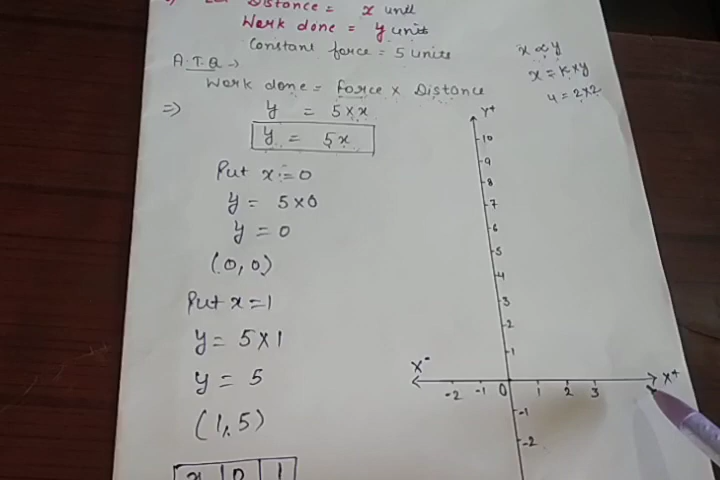 Distance = x unit
Work done = y units
Constant force = 5 units
A.T.Q →
Work done = force × Distance
⇒ y = 5×x
y = 5x
Put x = 0
y = 5×0
y = 0
(0,0)
Put x = 1
y = 5×1
y = 5
(1,5)
x 0 1
x ∝ y
x = K×y
4 = 2×2
Y+
10
9
8
7
6
5
4
3
2
1
X- X+
-2 -1 0 1 2 3
-1
-2